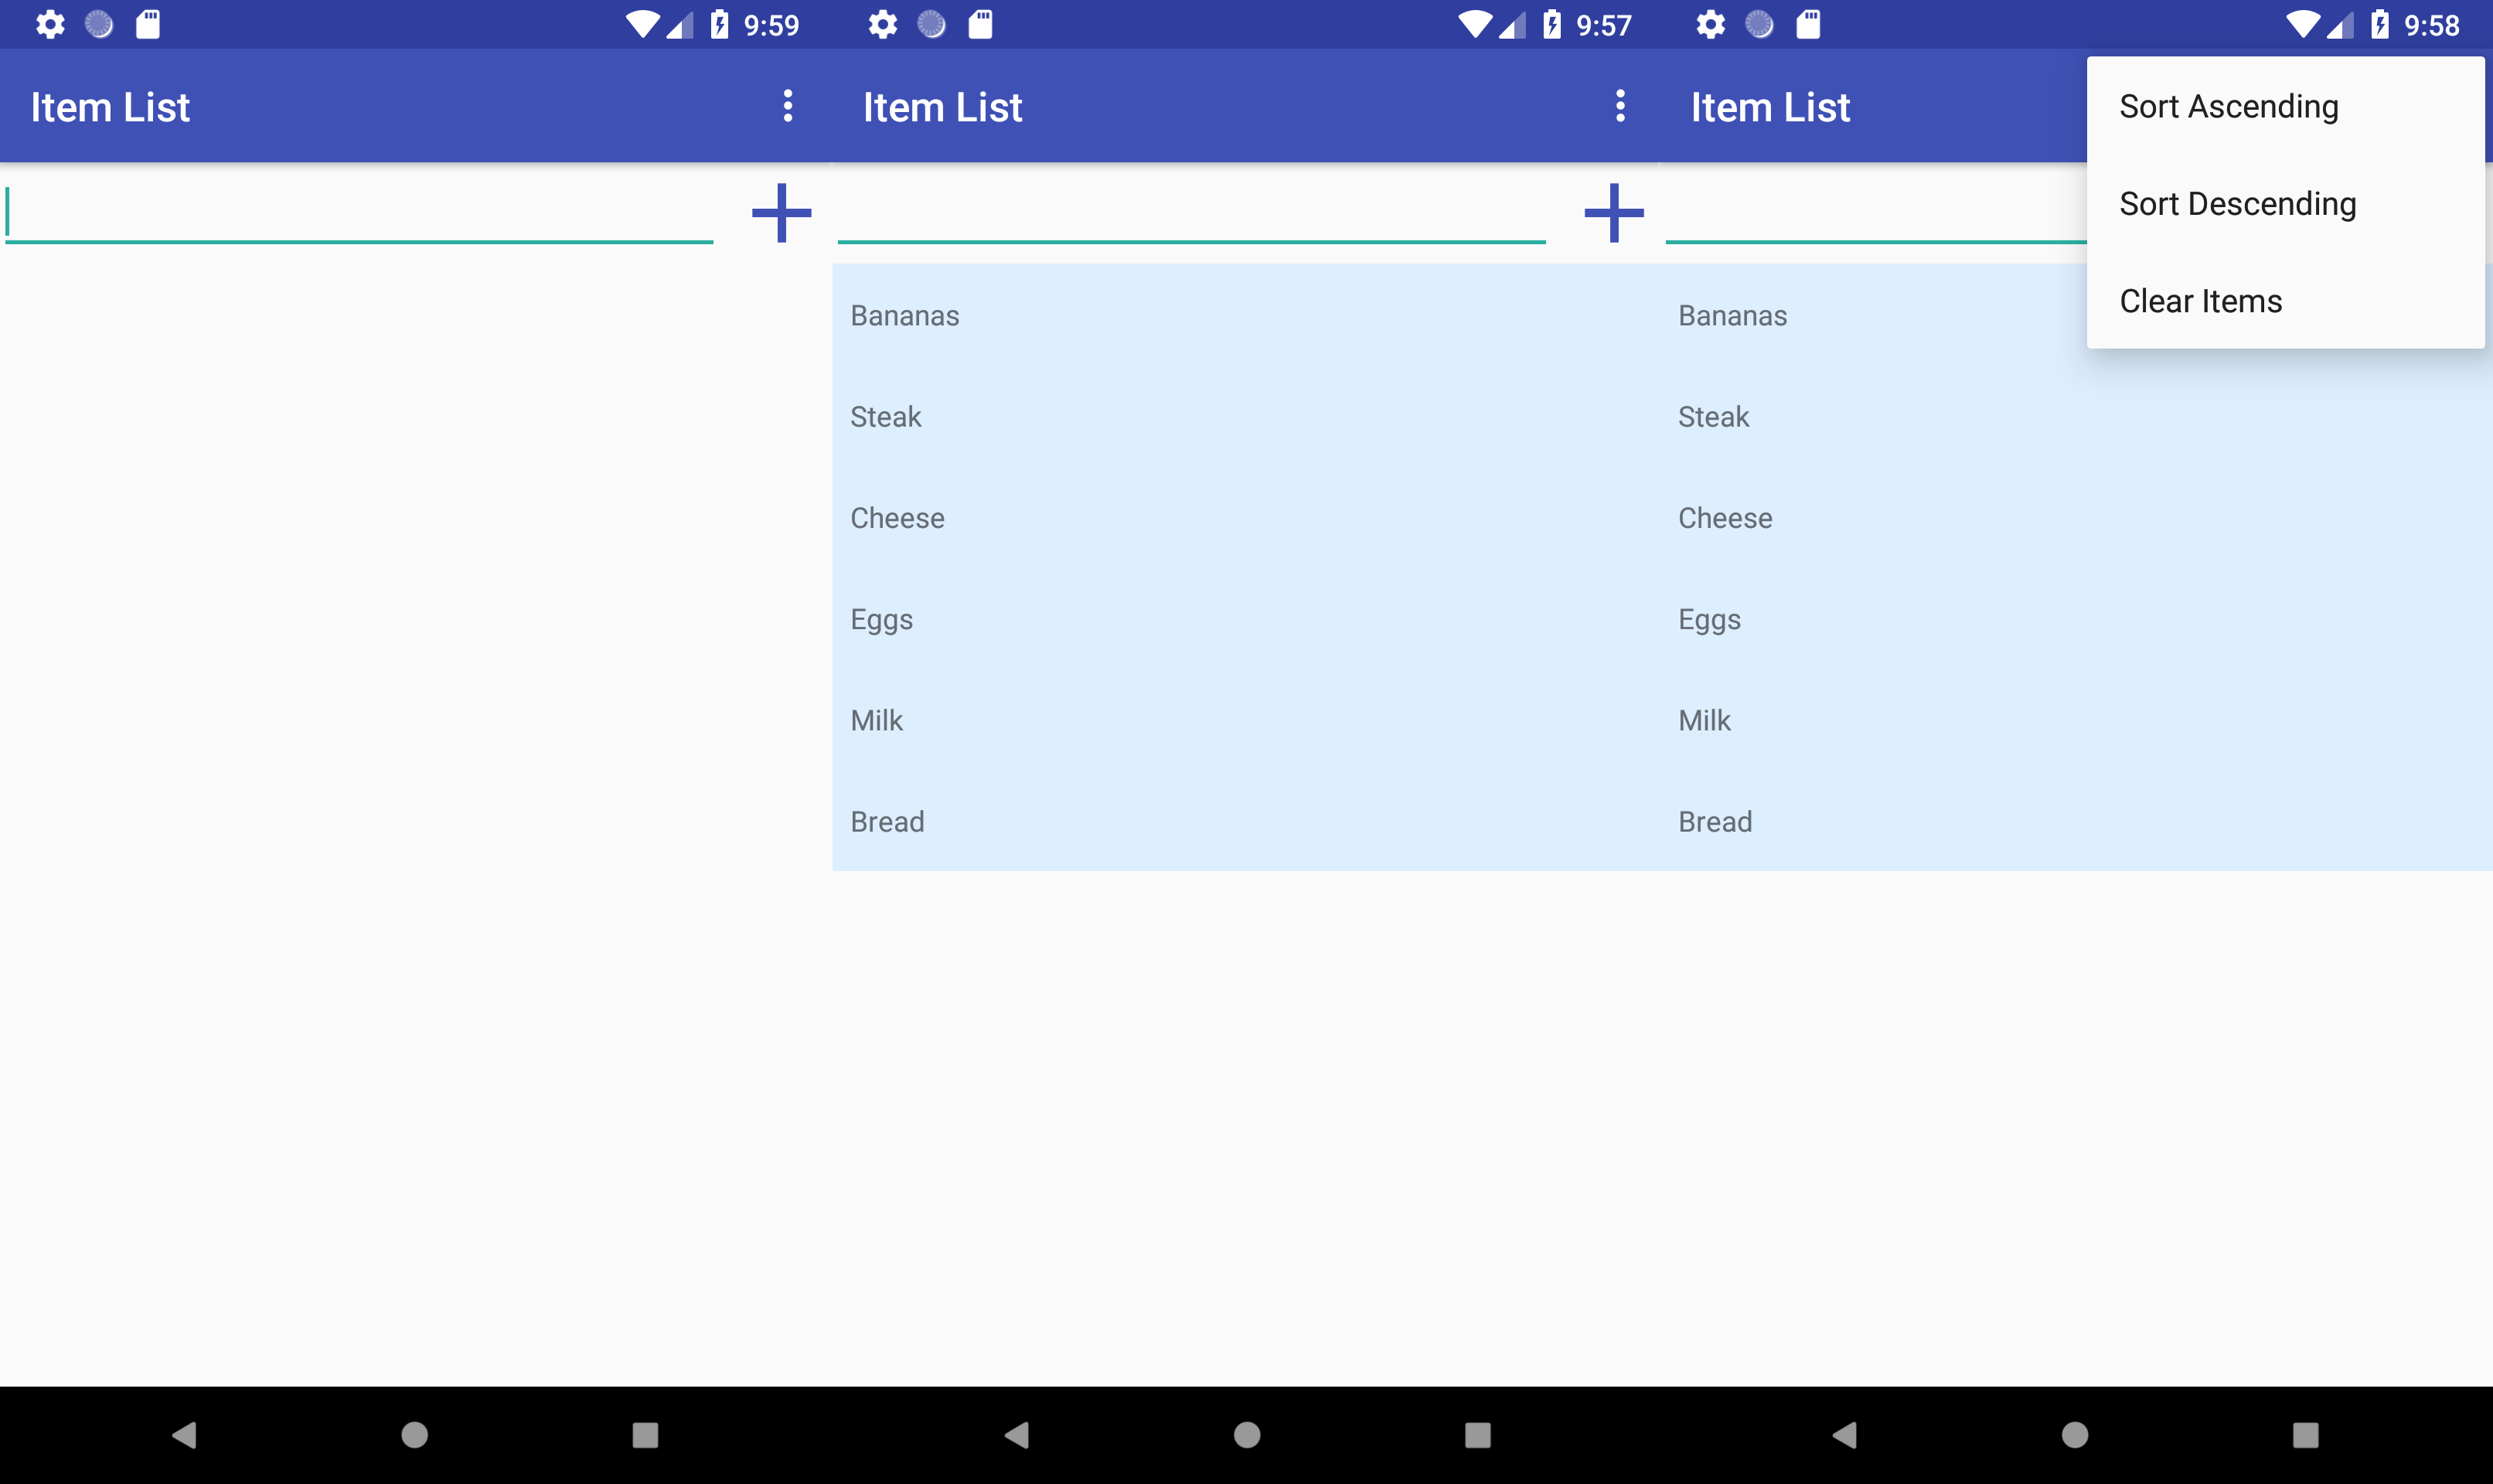 9:59
Item List
9:57
Item List
Bananas
Steak
Cheese
Eggs
Milk
Bread
9:58
Item List
Sort Ascending
Sort Descending
Clear Items
Bananas
Steak
Cheese
Eggs
Milk
Bread